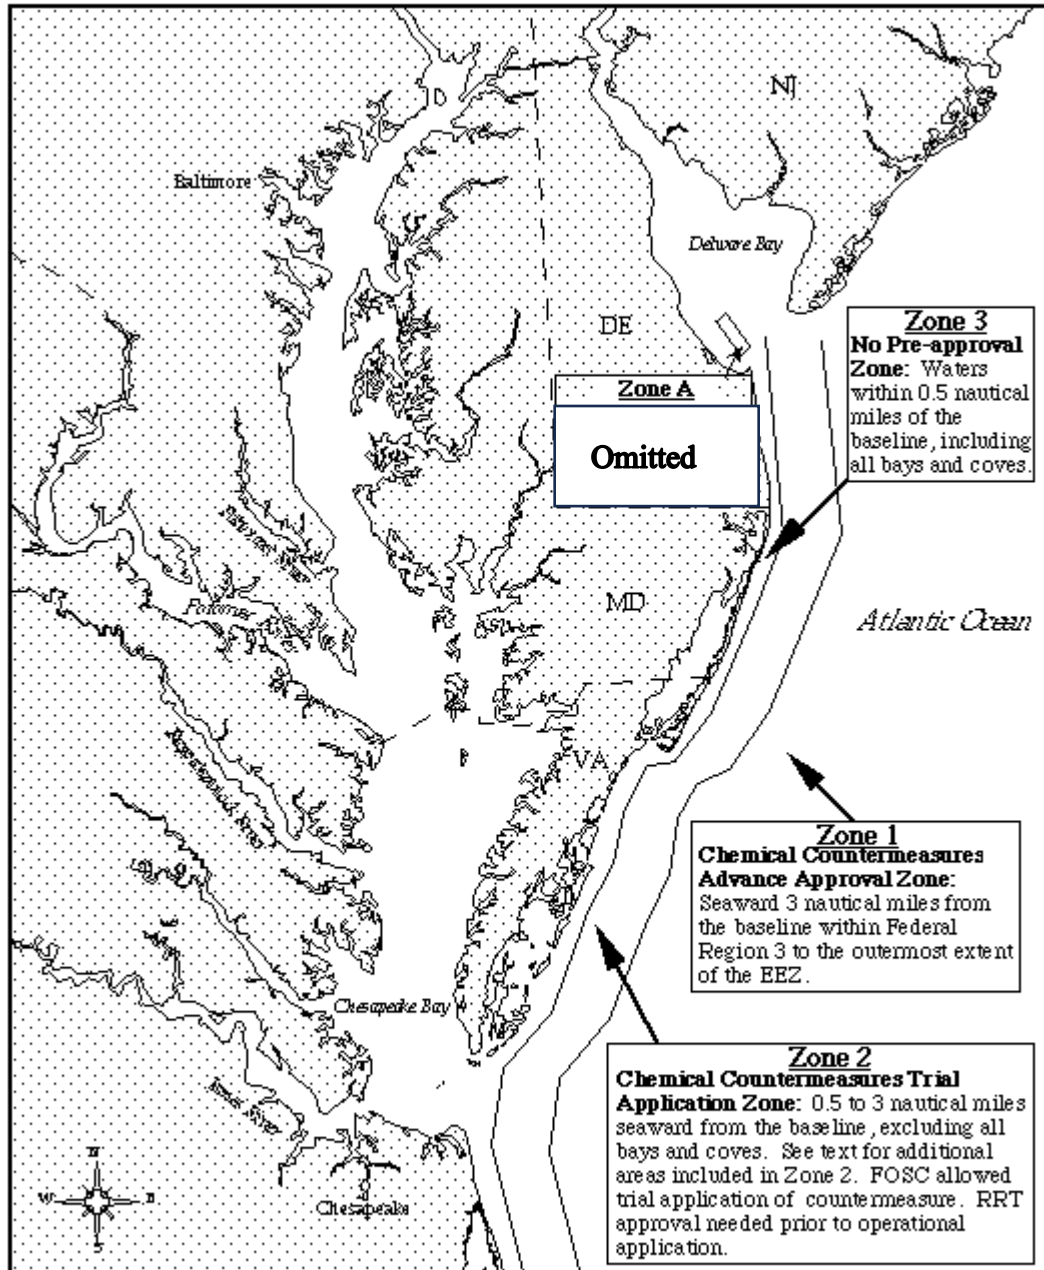 NJ
Baltimore
Delware Bay
DE
Zone 3
No Pre-approval
Zone: Waters
within 0.5 nautical
miles of the
baseline, including
all bays and coves.
Zone A
Omitted
Potomac
MD
Atlantic Ocean
VA
Zone 1
Chemical Countermeasures
Advance Approval Zone:
Seaward 3 nautical miles from
the baseline within Federal
Region 3 to the outermost extent
of the EEZ.
Rappahannock River
Chesapeake Bay
Zone 2
Chemical Countermeasures Trial
Application Zone: 0.5 to 3 nautical miles
seaward from the baseline, excluding all
bays and coves. See text for additional
areas included in Zone 2. FOSC allowed
trial application of countermeasure. RRT
approval needed prior to operational
application.
James River
N
W E
S
Chesapeake